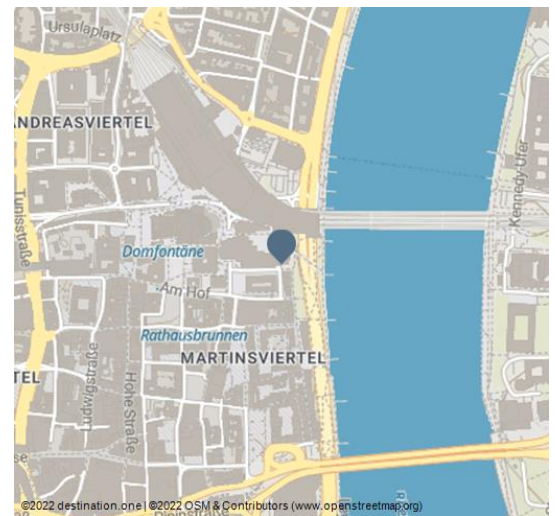 Ursulaplatz
ANDREASVIERTEL
Tunisstraße
Kennedy-Ufer
Domfontäne
Am Hof
Rathausbrunnen
MARTINSVIERTEL
TEL
Ludwigstraße
Hohe Straße
©2022 destination.one | ©2022 OSM & Contributors (www.openstreetmap.org)